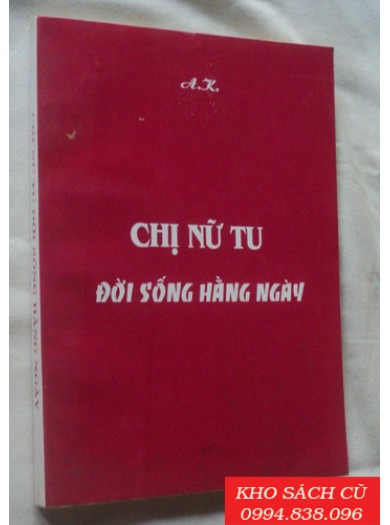 A.K.
CHỊ NỮ TU
ĐỜI SỐNG HẰNG NGÀY
KHO SÁCH CŨ
0994.838.096